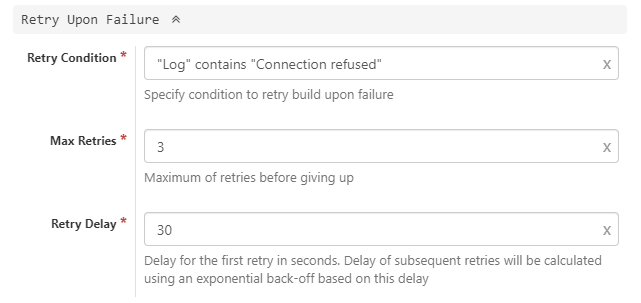 Retry Upon Failure
Retry Condition *
"Log" contains "Connection refused" x
Specify condition to retry build upon failure
Max Retries *
3 x
Maximum of retries before giving up
Retry Delay *
30 x
Delay for the first retry in seconds. Delay of subsequent retries will be calculated
using an exponential back-off based on this delay